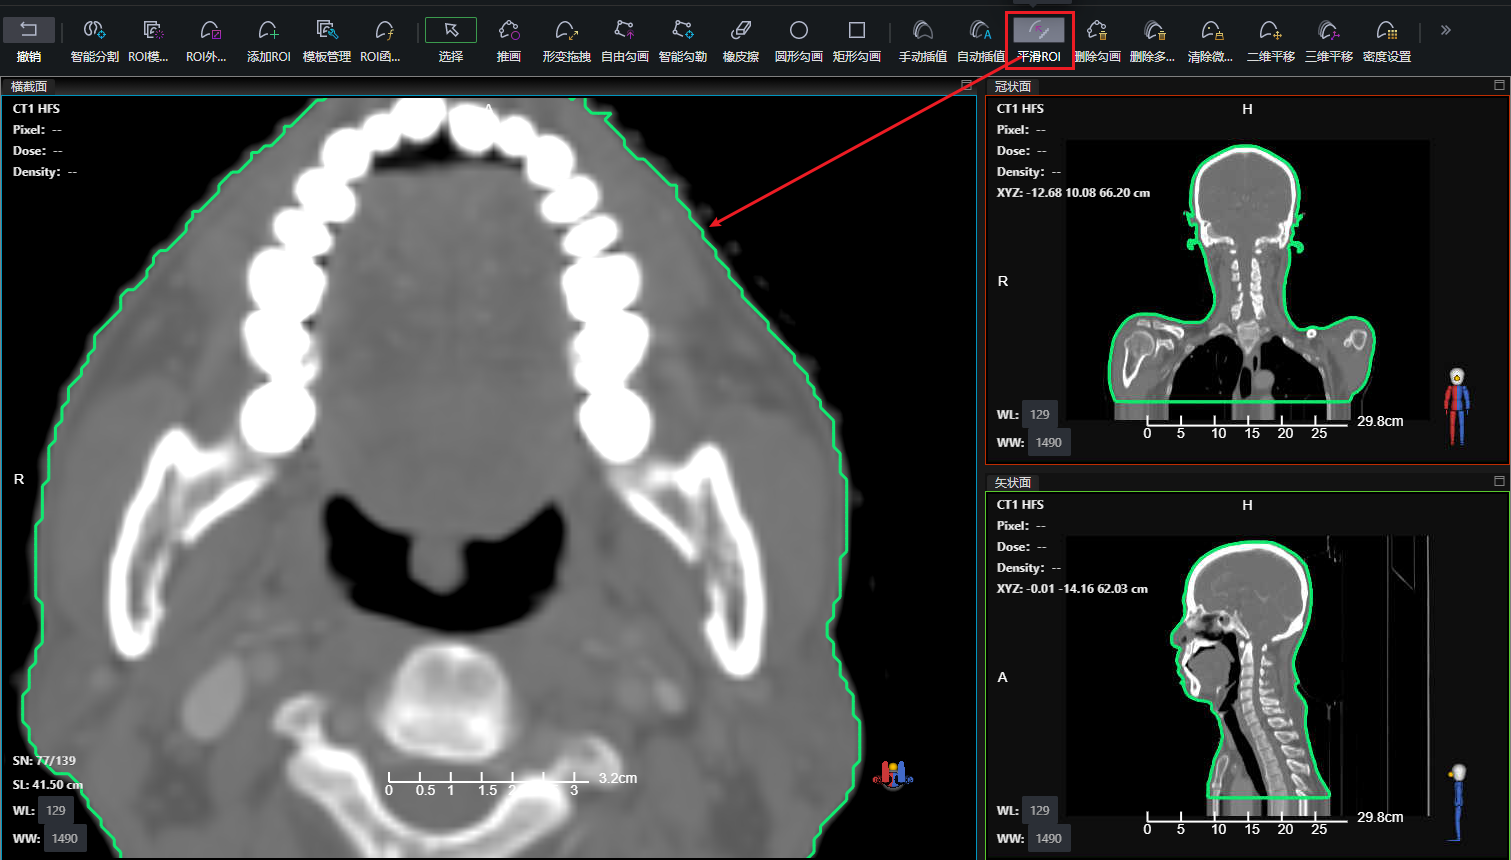 撤销 智能分割 ROI模... ROI外... 添加ROI 模板管理 ROI函... 选择 推画 形变拖拽 自由勾画 智能勾勒 橡皮擦 圆形勾画 矩形勾画 手动插值 自动插值 平滑ROI 删除勾画 删除多... 清除微... 二维平移 三维平移 密度设置
横截面
CT1 HFS
Pixel: --
Dose: --
Density: --
A
R
SN: 77/139
SL: 41.50 cm
WL: 129
WW: 1490
0 0.5 1 1.5 2 3 3.2cm
冠状面
CT1 HFS
Pixel: --
Dose: --
Density: --
XYZ: -12.68 10.08 66.20 cm
H
R
WL: 129
WW: 1490
0 5 10 15 20 25 29.8cm
矢状面
CT1 HFS
Pixel: --
Dose: --
Density: --
XYZ: -0.01 -14.16 62.03 cm
H
A
WL: 129
WW: 1490
0 5 10 15 20 25 29.8cm